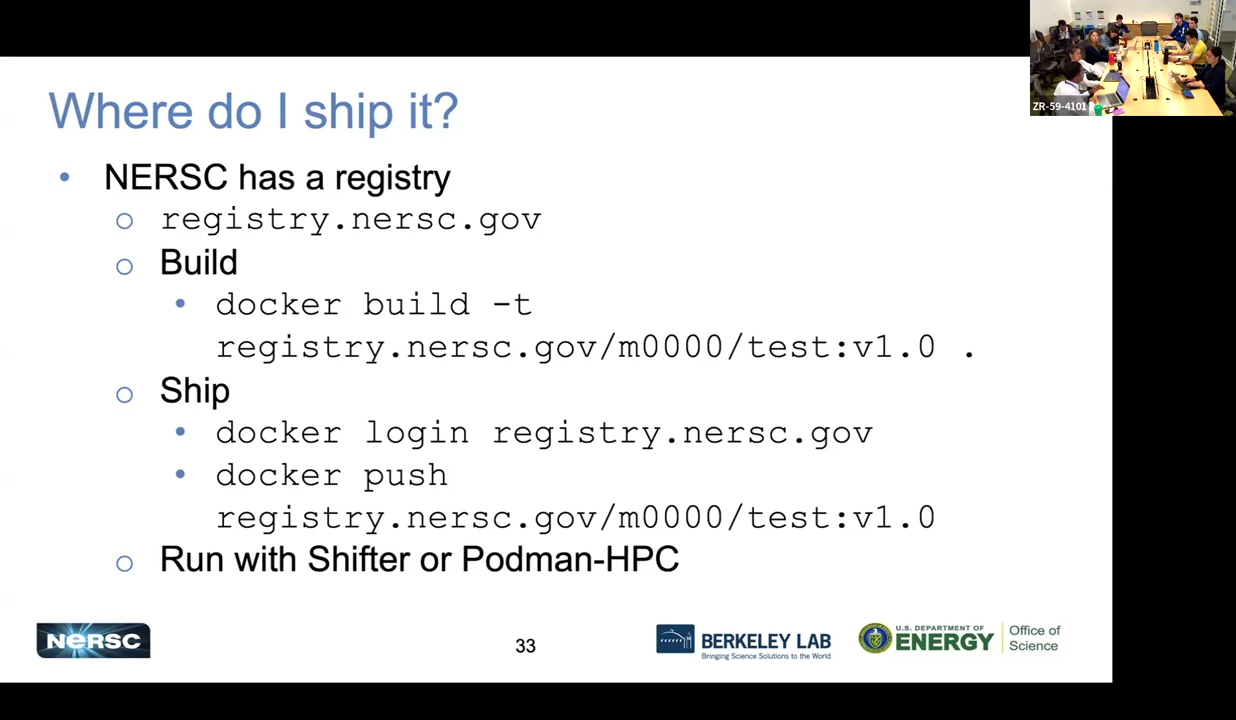 ZR-59-4101
Where do I ship it?
• NERSC has a registry
o registry.nersc.gov
o Build
• docker build -t
registry.nersc.gov/m0000/test:v1.0 .
o Ship
• docker login registry.nersc.gov
• docker push
registry.nersc.gov/m0000/test:v1.0
o Run with Shifter or Podman-HPC
NERSC
33
BERKELEY LAB
Bringing Science Solutions to the World
U.S. DEPARTMENT OF
ENERGY
Office of
Science